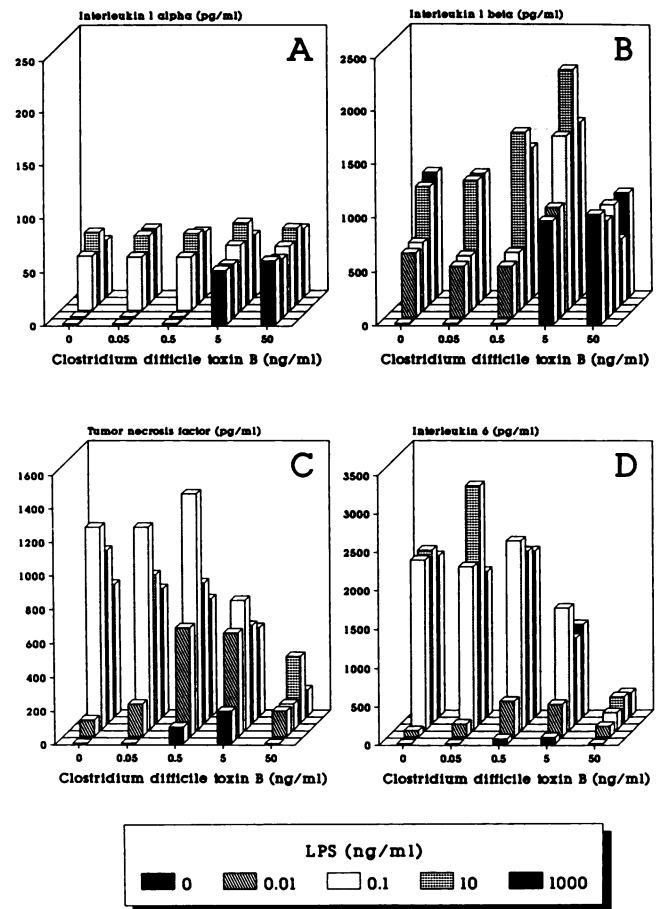 Interleukin 1 alpha (pg/ml)
A
250
200
150
100
50
0
0 0.05 0.5 5 50
Clostridium difficile toxin B (ng/ml)
Interleukin 1 beta (pg/ml)
B
2500
2000
1500
1000
500
0
0 0.05 0.5 5 50
Clostridium difficile toxin B (ng/ml)
Tumor necrosis factor (pg/ml)
C
1600
1400
1200
1000
800
600
400
200
0
0 0.05 0.5 5 50
Clostridium difficile toxin B (ng/ml)
Interleukin 6 (pg/ml)
D
3500
3000
2500
2000
1500
1000
500
0
0 0.05 0.5 5 50
Clostridium difficile toxin B (ng/ml)
LPS (ng/ml)
0 0.01 0.1 10 1000